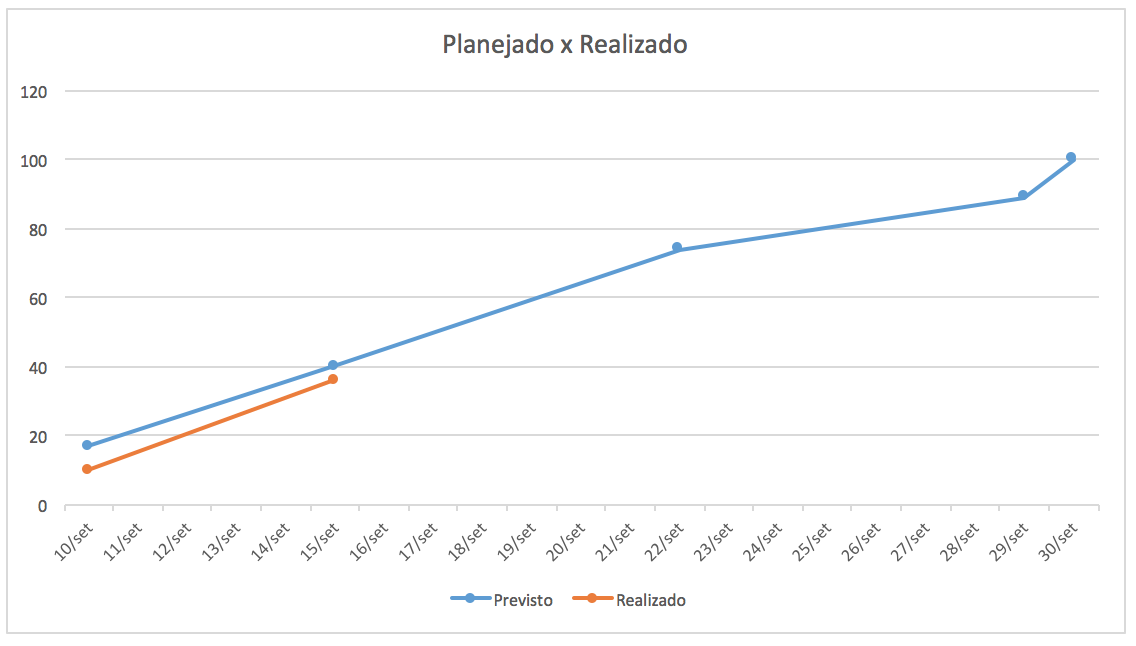 Planejado x Realizado
120
100
80
60
40
20
0
10/set 11/set 12/set 13/set 14/set 15/set 16/set 17/set 18/set 19/set 20/set 21/set 22/set 23/set 24/set 25/set 26/set 27/set 28/set 29/set 30/set
Previsto Realizado